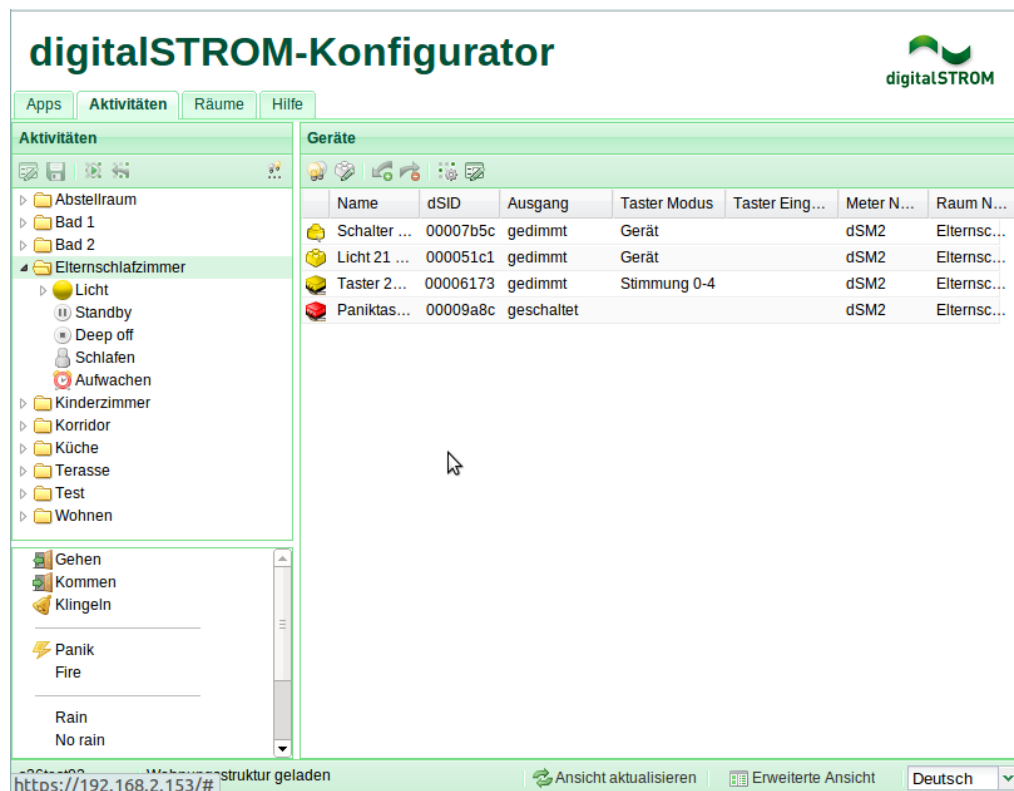 digitalSTROM-Konfigurator
digitalSTROM
Apps Aktivitäten Räume Hilfe
Aktivitäten
Geräte
Abstellraum
Bad 1
Bad 2
Elternschlafzimmer
Licht
Standby
Deep off
Schlafen
Aufwachen
Kinderzimmer
Korridor
Küche
Terasse
Test
Wohnen
Name dSID Ausgang Taster Modus Taster Eing... Meter N... Raum N...
Schalter ... 00007b5c gedimmt Gerät dSM2 Elternsc...
Licht 21 ... 000051c1 gedimmt Gerät dSM2 Elternsc...
Taster 2... 00006173 gedimmt Stimmung 0-4 dSM2 Elternsc...
Paniktas... 00009a8c geschaltet dSM2 Elternsc...
Gehen
Kommen
Klingeln
Panik
Fire
Rain
No rain
Wohnungsstruktur geladen
Ansicht aktualisieren Erweiterte Ansicht Deutsch
https://192.168.2.153/#